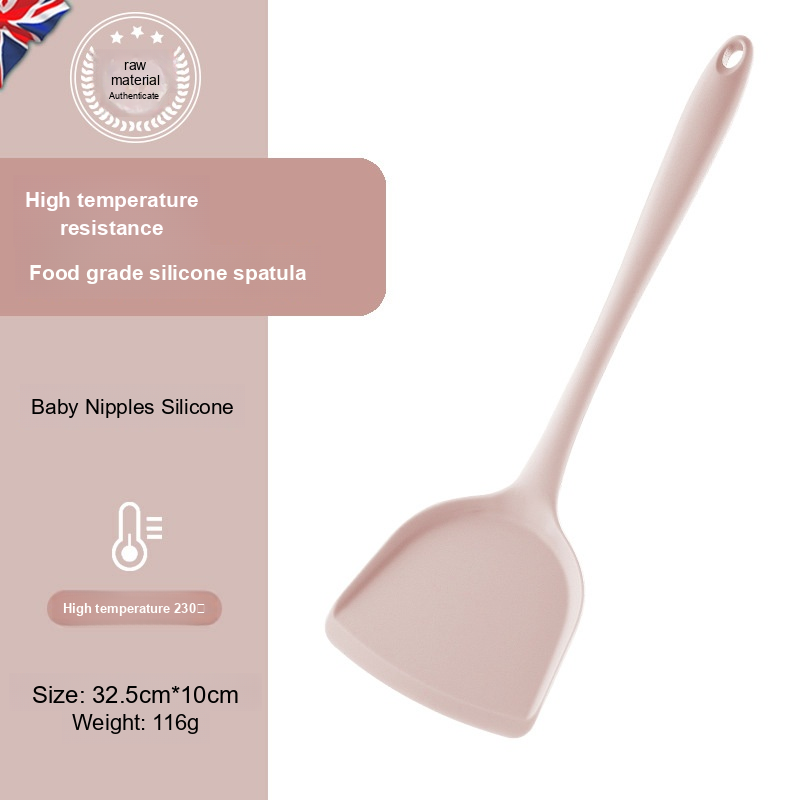 raw
material
Authenticate
High temperature
resistance
Food grade silicone spatula
Baby Nipples Silicone
High temperature 230□
Size: 32.5cm*10cm
Weight: 116g